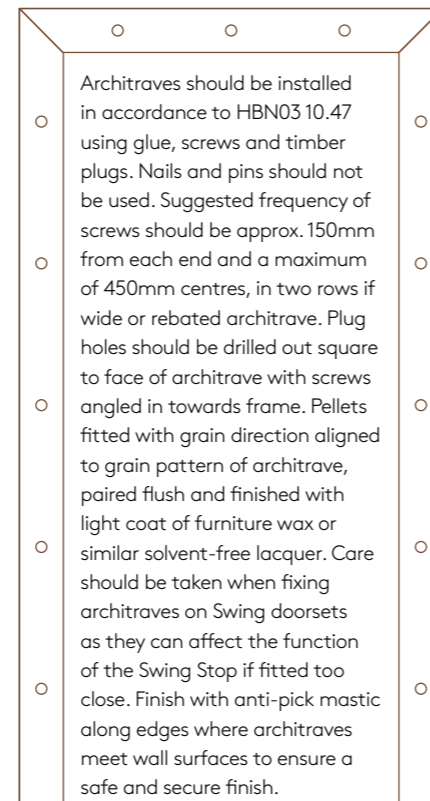 Architraves should be installed
in accordance to HBN03 10.47
using glue, screws and timber
plugs. Nails and pins should not
be used. Suggested frequency of
screws should be approx. 150mm
from each end and a maximum
of 450mm centres, in two rows if
wide or rebated architrave. Plug
holes should be drilled out square
to face of architrave with screws
angled in towards frame. Pellets
fitted with grain direction aligned
to grain pattern of architrave,
paired flush and finished with
light coat of furniture wax or
similar solvent-free lacquer. Care
should be taken when fixing
architraves on Swing doorsets
as they can affect the function
of the Swing Stop if fitted too
close. Finish with anti-pick mastic
along edges where architraves
meet wall surfaces to ensure a
safe and secure finish.